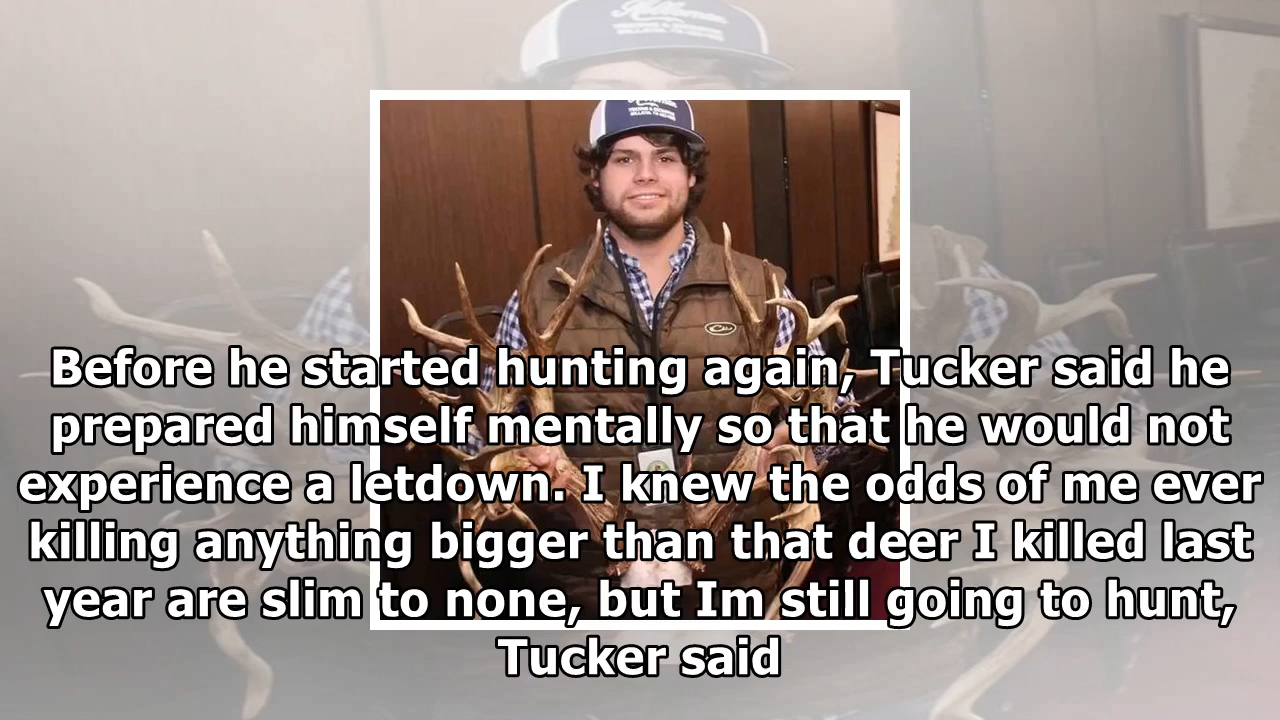 Before he started hunting again, Tucker said he
prepared himself mentally so that he would not
experience a letdown. I knew the odds of me ever
killing anything bigger than that deer I killed last
year are slim to none, but Im still going to hunt,
Tucker said